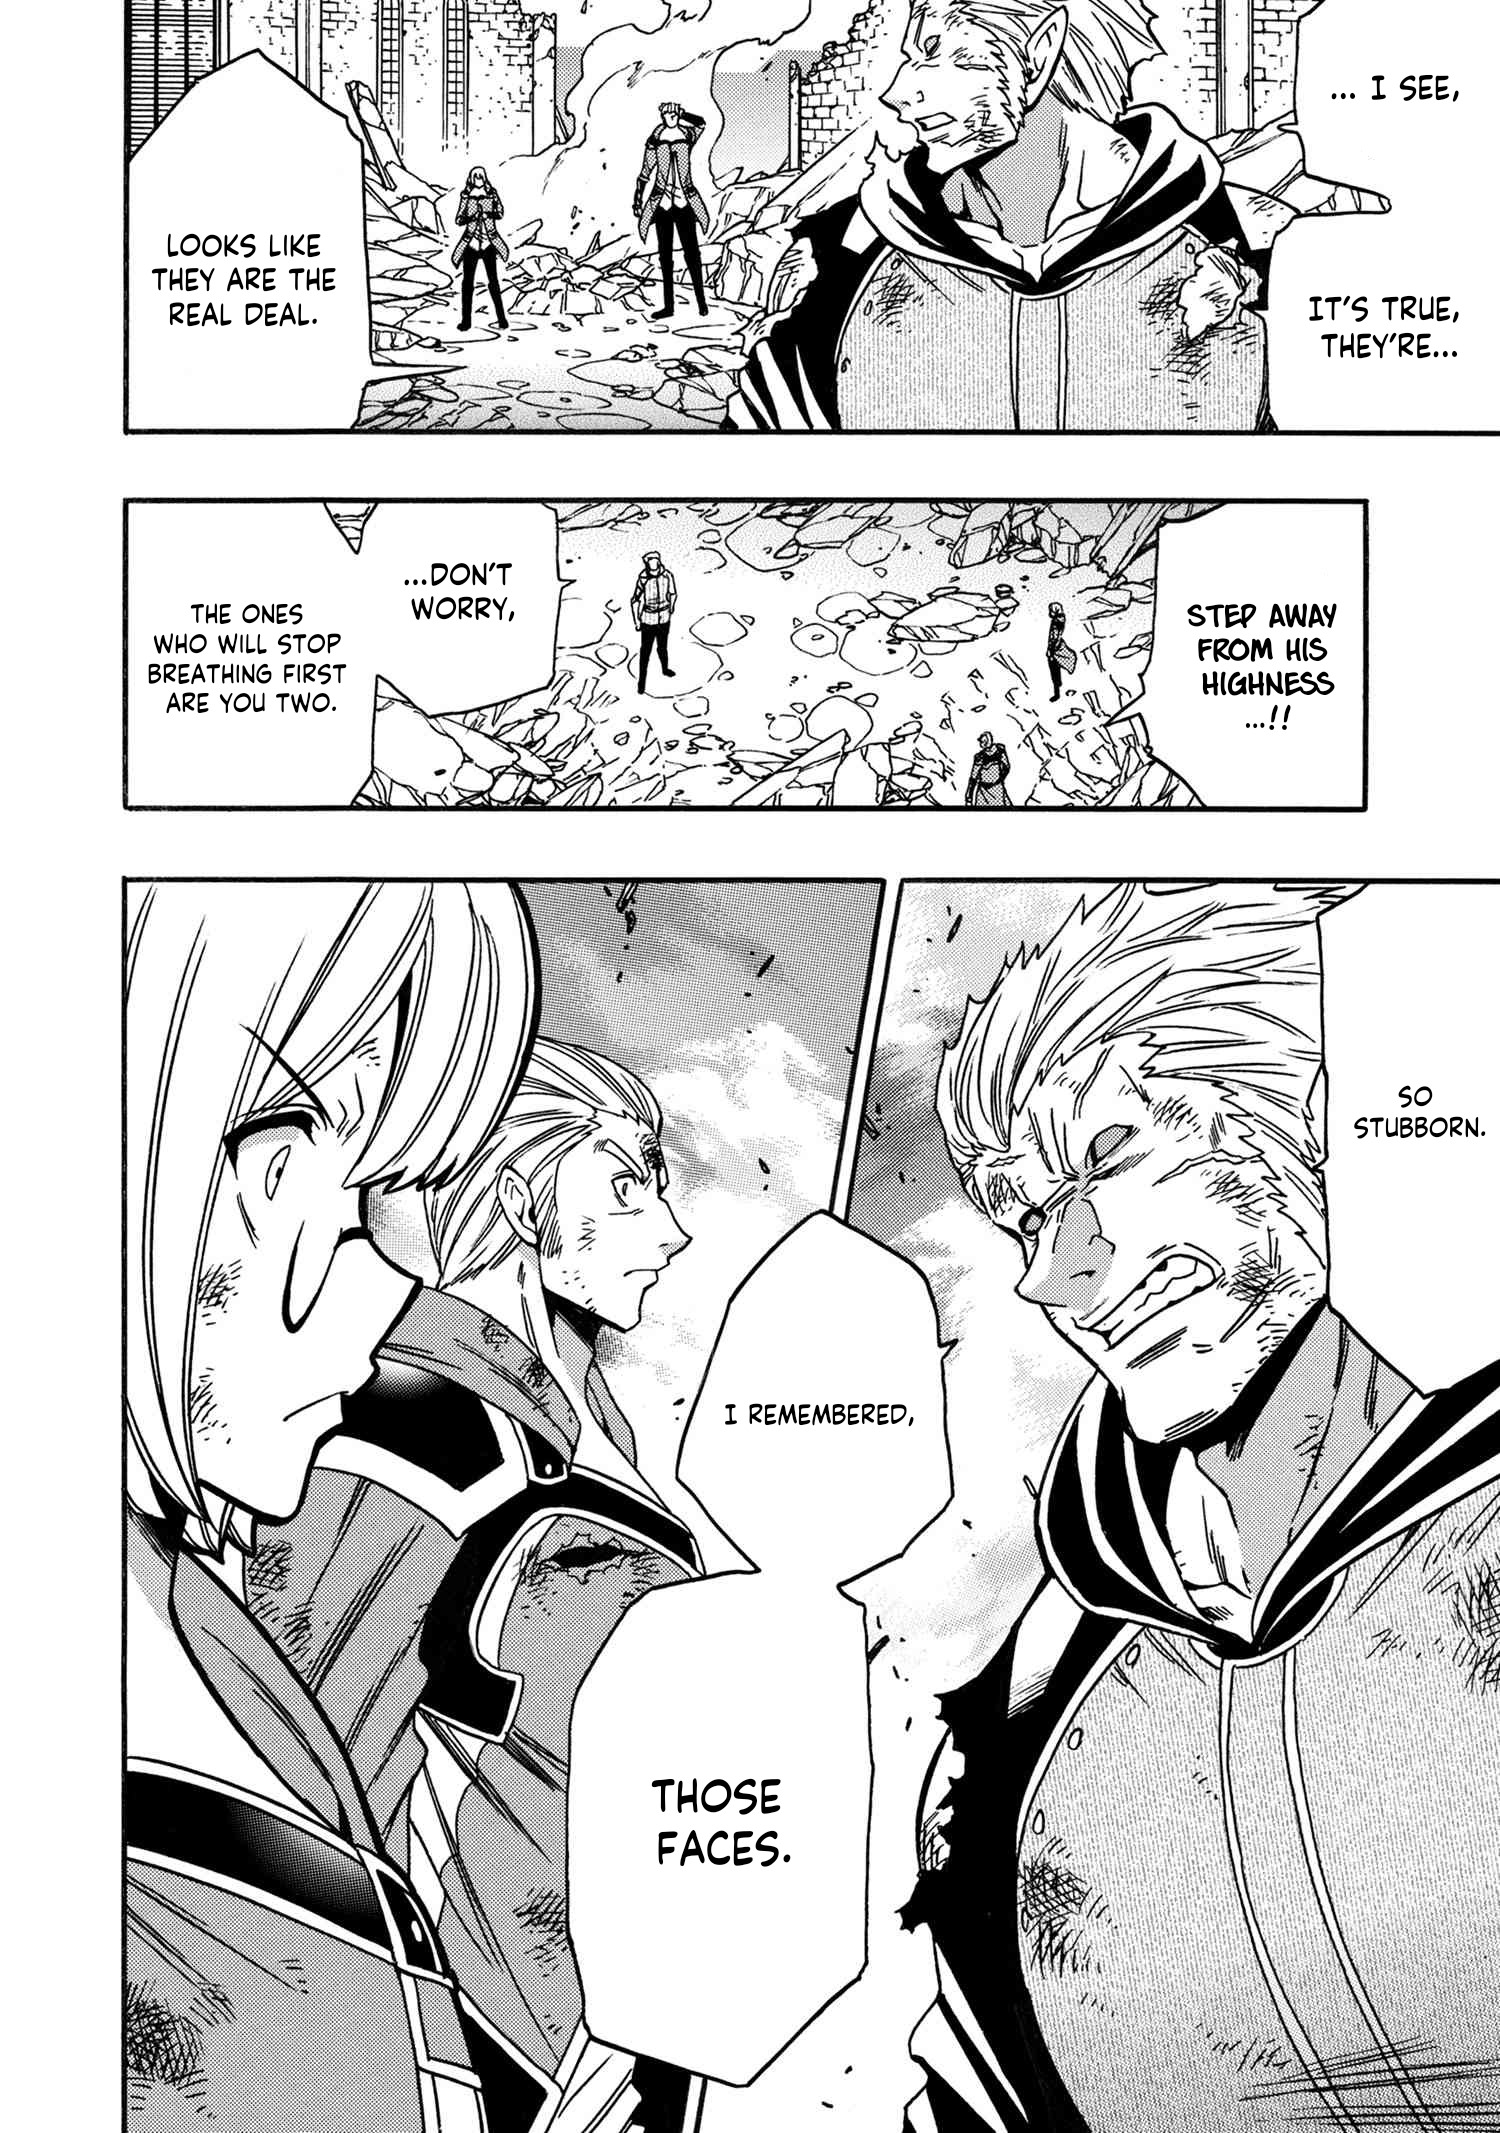 ... I SEE,
IT'S TRUE,
THEY'RE...
LOOKS LIKE
THEY ARE THE
REAL DEAL.
STEP AWAY
FROM HIS
HIGHNESS
...!!
...DON'T
WORRY,
THE ONES
WHO WILL STOP
BREATHING FIRST
ARE YOU TWO.
SO
STUBBORN.
I REMEMBERED,
THOSE
FACES.